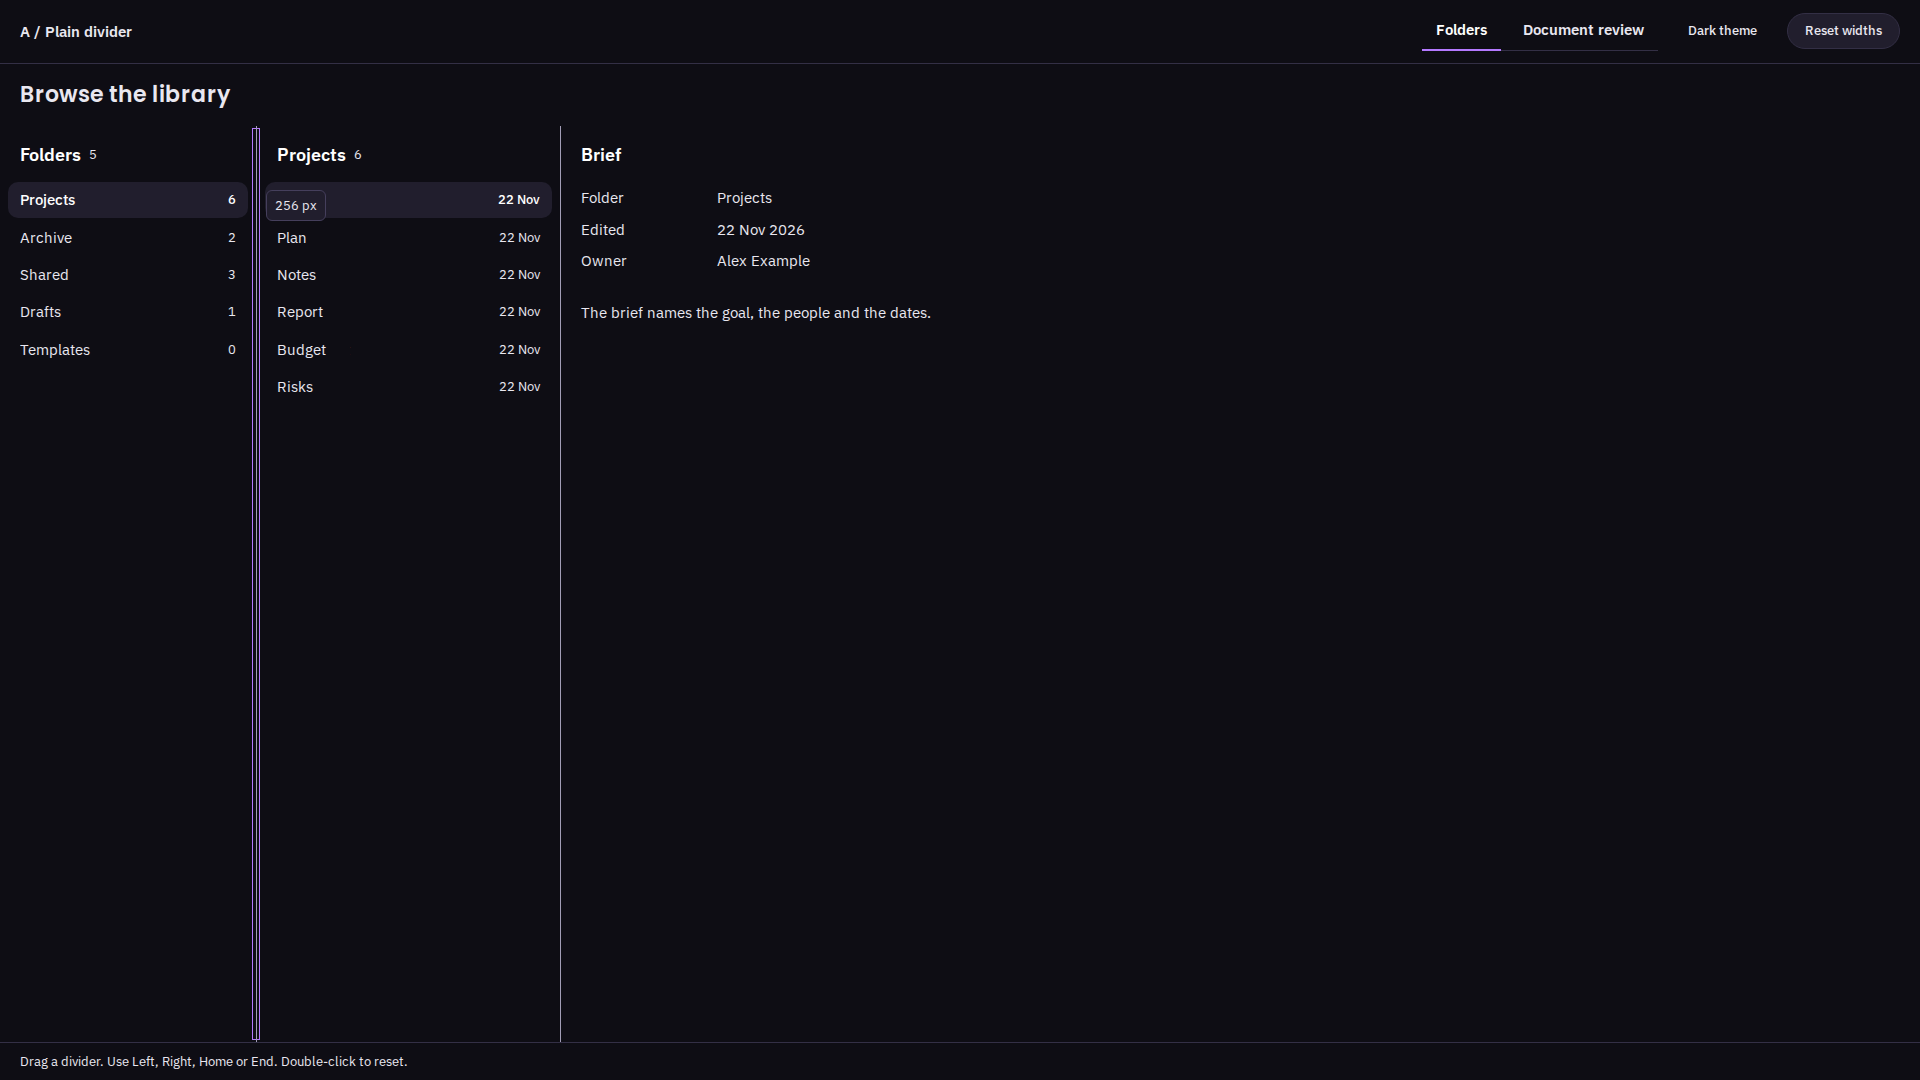 A / Plain divider
Folders
Document review
Dark theme
Reset widths
Browse the library
Folders 5
Projects 6
Archive 2
Shared 3
Drafts 1
Templates 0
Projects 6
256 px
22 Nov
Plan 22 Nov
Notes 22 Nov
Report 22 Nov
Budget 22 Nov
Risks 22 Nov
Brief
Folder Projects
Edited 22 Nov 2026
Owner Alex Example
The brief names the goal, the people and the dates.
Drag a divider. Use Left, Right, Home or End. Double-click to reset.